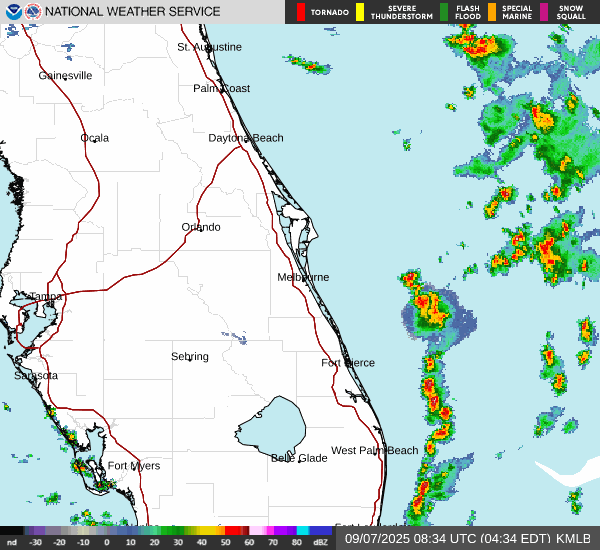 NATIONAL WEATHER SERVICE
TORNADO
SEVERE THUNDERSTORM
FLASH FLOOD
SPECIAL MARINE
SNOW SQUALL
St. Augustine
Gainesville
Palm Coast
Ocala
Daytona Beach
Orlando
Melbourne
Tampa
Sebring
Fort Pierce
Sarasota
West Palm Beach
Belle Glade
Fort Myers
nd -30 -20 -10 0 10 20 30 40 50 60 70 80 dBZ
09/07/2025 08:34 UTC (04:34 EDT) KMLB